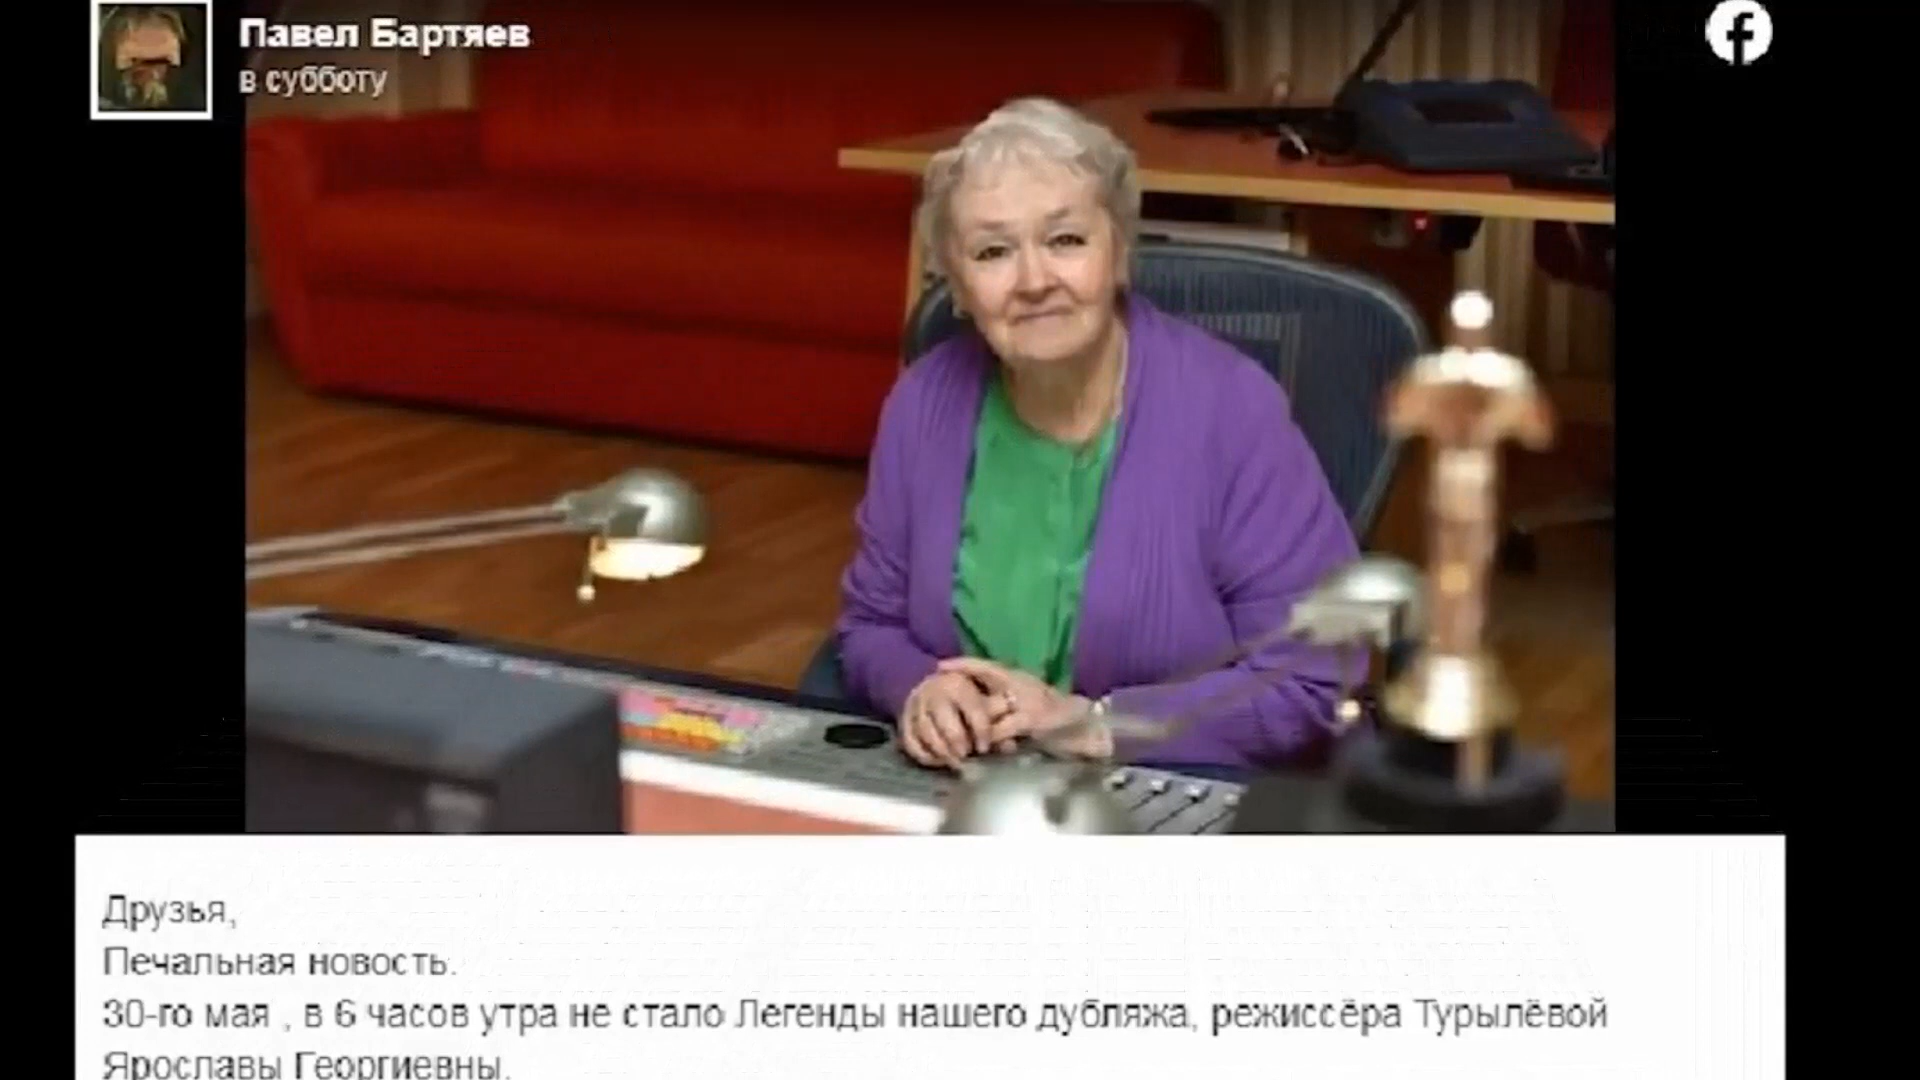 Павел Бартяев
в субботу
Друзья,
Печальная новость.
30-го мая , в 6 часов утра не стало Легенды нашего дубляжа, режиссёра Турылёвой
Ярославы Георгиевны.